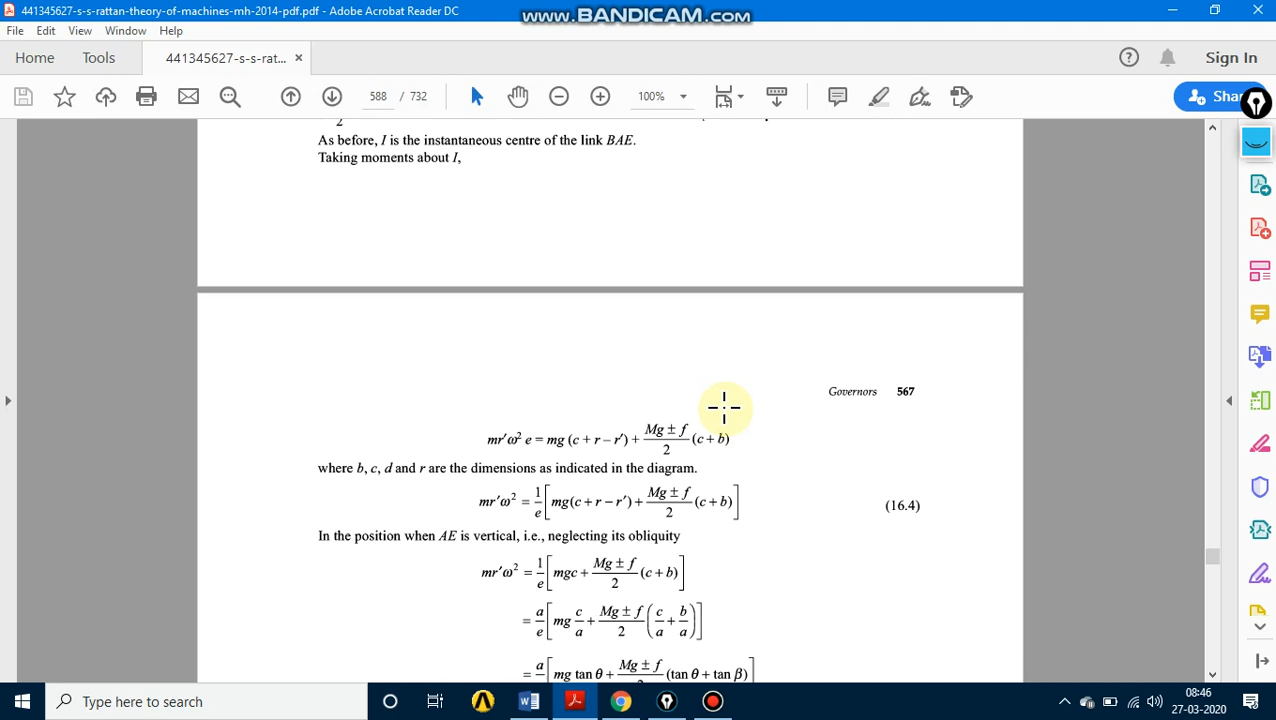 441345627-s-s-rattan-theory-of-machines-mh-2014-pdf.pdf - Adobe Acrobat Reader DC
www.BANDICAM.com
File Edit View Window Help
Home Tools 441345627-s-s-rat... × Sign In
588 / 732 100% Shar
2
As before, I is the instantaneous centre of the link BAE.
Taking moments about I,
Governors 567
mr′ω² e = mg (c + r – r′) + (Mg ± f)/2 (c + b)
where b, c, d and r are the dimensions as indicated in the diagram.
mr′ω² = 1/e [mg(c + r – r′) + (Mg ± f)/2 (c + b)] (16.4)
In the position when AE is vertical, i.e., neglecting its obliquity
mr′ω² = 1/e [mgc + (Mg ± f)/2 (c + b)]
= a/e [mg c/a + (Mg ± f)/2 (c/a + b/a)]
= a/e [mg tan θ + (Mg ± f)/2 (tan θ + tan β)]
Type here to search
08:46
27-03-2020